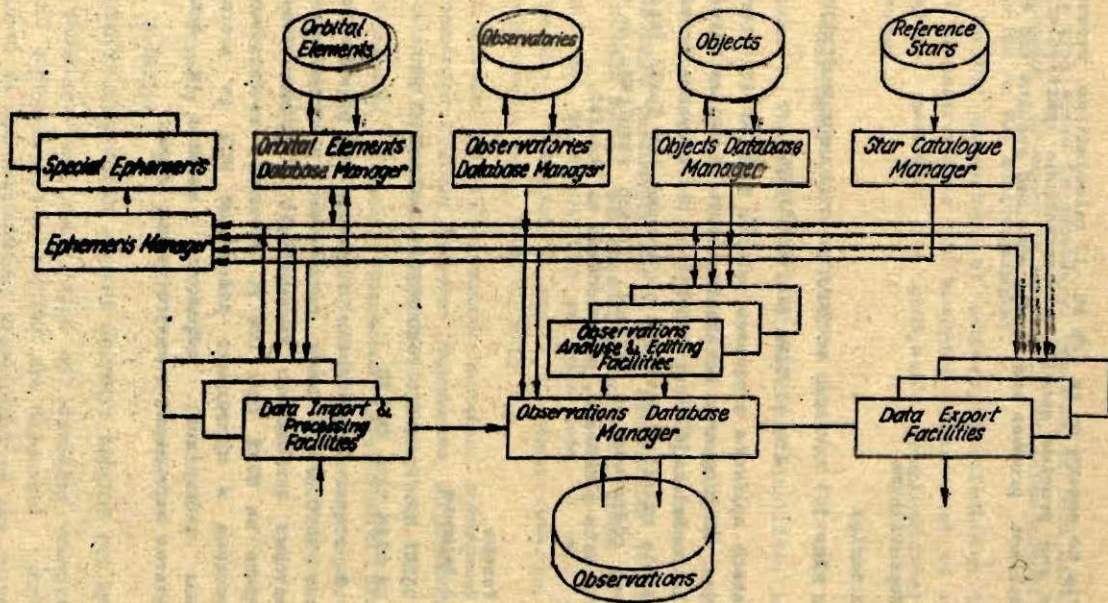 Orbital
Elements
Observatories
Objects
Reference
Stars
Special Ephemeris
Orbital Elements
Database Manager
Observatories
Database Manager
Objects Database
Manager
Star Catalogue
Manager
Ephemeris Manager
Observations
Analyse & Editing
Facilities
Data Import &
Processing
Facilities
Observations Database
Manager
Data Export
Facilities
Observations